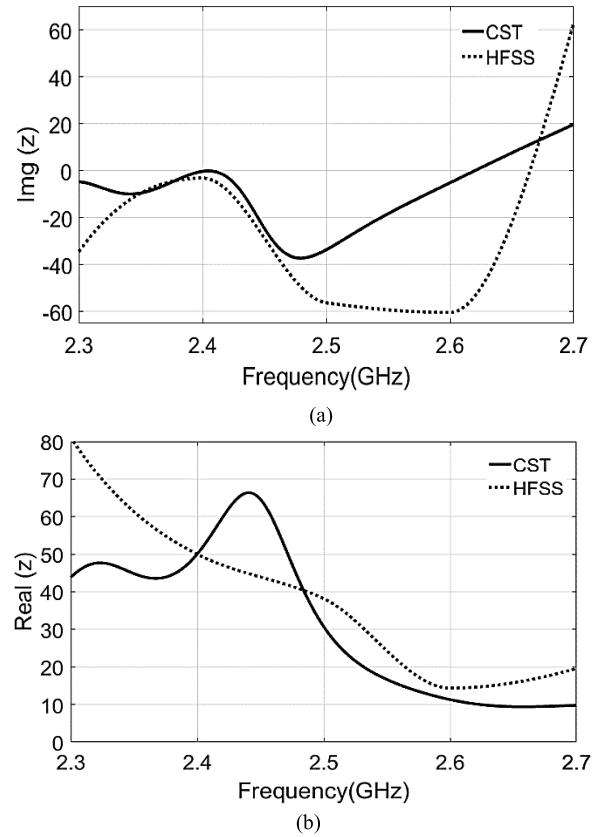 60
40
20
0
-20
-40
-60
Img (z)
CST
HFSS
2.3 2.4 2.5 2.6 2.7
Frequency(GHz)
(a)
80
70
60
50
40
30
20
10
0
Real (z)
CST
HFSS
2.3 2.4 2.5 2.6 2.7
Frequency(GHz)
(b)